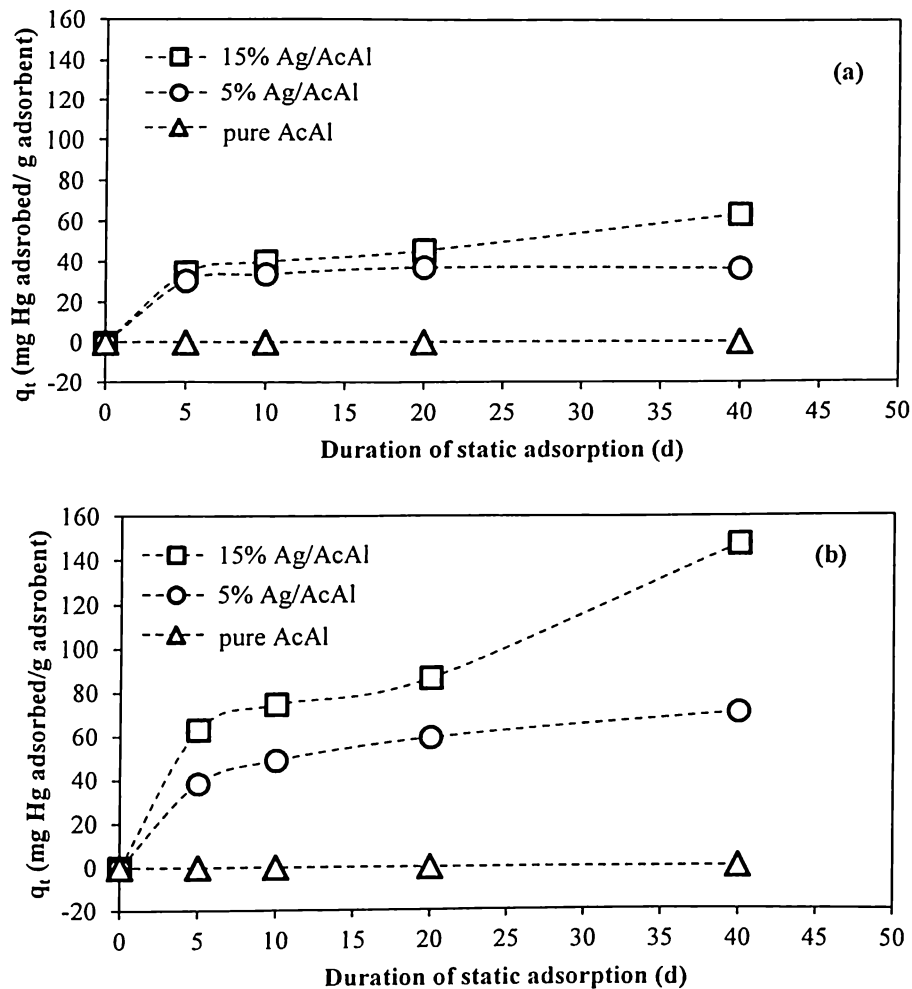 160
140
120
100
80
60
40
20
0
-20
qt (mg Hg adsrobed/ g adsorbent)
15% Ag/AcAl
5% Ag/AcAl
pure AcAl
(a)
0 5 10 15 20 25 30 35 40 45 50
Duration of static adsorption (d)
160
140
120
100
80
60
40
20
0
-20
qt (mg Hg adsorbed/g adsrobent)
15% Ag/AcAl
5% Ag/AcAl
pure AcAl
(b)
0 5 10 15 20 25 30 35 40 45 50
Duration of static adsorption (d)